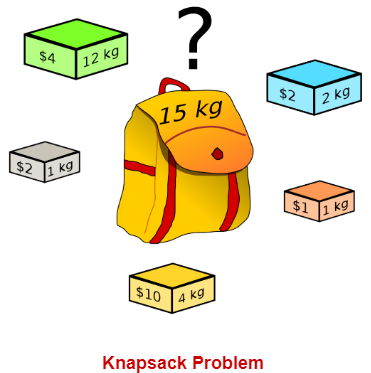 ?
$4 12 kg
15 kg
$2 2 kg
$2 1 kg
$1 1 kg
$10 4 kg
Knapsack Problem